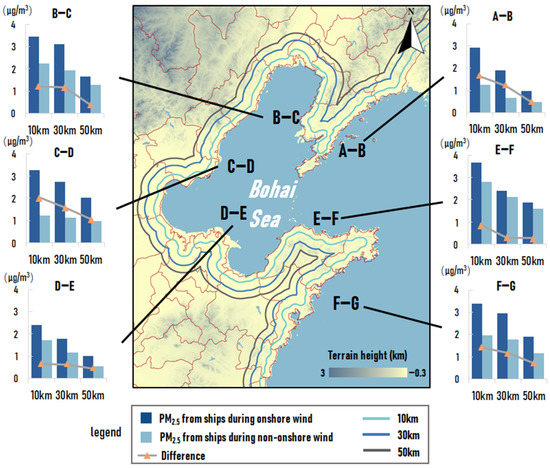 (μg/m³)
B–C
4
3
2
1
0
10km 30km 50km
(μg/m³)
C–D
4
3
2
1
0
10km 30km 50km
(μg/m³)
D–E
4
3
2
1
0
10km 30km 50km
B–C
A–B
C–D
Bohai
Sea
D–E
E–F
F–G
N
Terrain height (km)
3 −0.3
(μg/m³)
A–B
4
3
2
1
0
10km 30km 50km
(μg/m³)
E–F
4
3
2
1
0
10km 30km 50km
(μg/m³)
F–G
4
3
2
1
0
10km 30km 50km
legend
PM2.5 from ships during onshore wind
PM2.5 from ships during non-onshore wind
Difference
10km
30km
50km